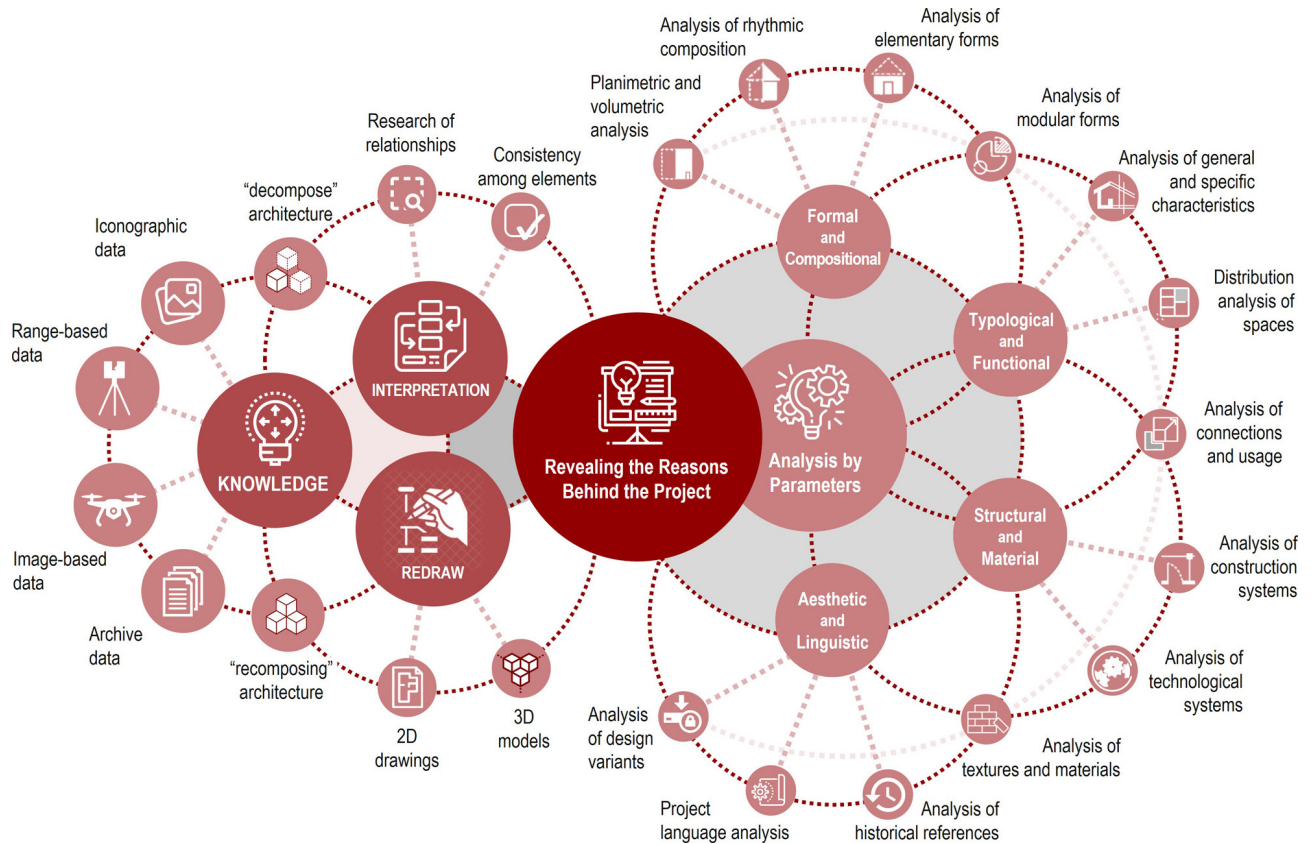 Analysis of rhythmic
composition
Analysis of
elementary forms
Planimetric and
volumetric
analysis
Analysis of
modular forms
Research of
relationships
Consistency
among elements
Analysis of general
and specific
characteristics
“decompose”
architecture
Iconographic
data
Formal
and
Compositional
Range-based
data
Distribution
analysis of
spaces
Typological
and
Functional
INTERPRETATION
KNOWLEDGE
Revealing the Reasons
Behind the Project
Analysis by
Parameters
Analysis of
connections
and usage
Structural
and
Material
Image-based
data
REDRAW
Analysis of
construction
systems
Aesthetic
and
Linguistic
Archive
data
“recomposing”
architecture
2D
drawings
3D
models
Analysis of
technological
systems
Analysis
of design
variants
Analysis of
textures and materials
Project
language analysis
Analysis of
historical references